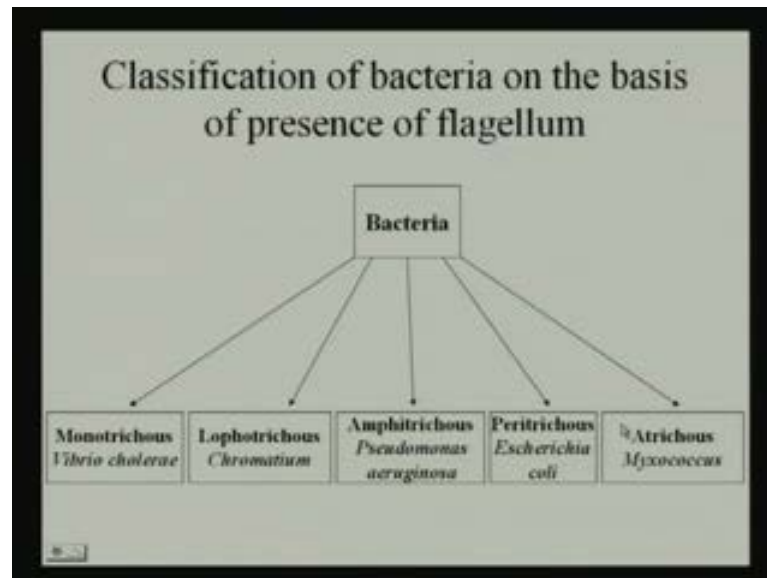 Classification of bacteria on the basis
of presence of flagellum
Bacteria
Monotrichous
Vibrio cholerae
Lophotrichous
Chromatium
Amphitrichous
Pseudomonas
aeruginosa
Peritrichous
Escherichia
coli
Atrichous
Myxococcus